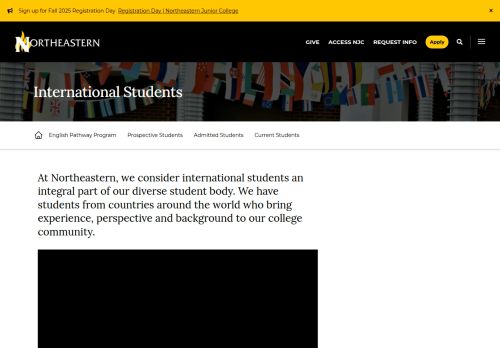 Sign up for Fall 2025 Registration Day Registration Day | Northeastern Junior College ×
NORTHEASTERN GIVE ACCESS NJC REQUEST INFO Apply
International Students
English Pathway Program Prospective Students Admitted Students Current Students
At Northeastern, we consider international students an
integral part of our diverse student body. We have
students from countries around the world who bring
experience, perspective and background to our college
community.